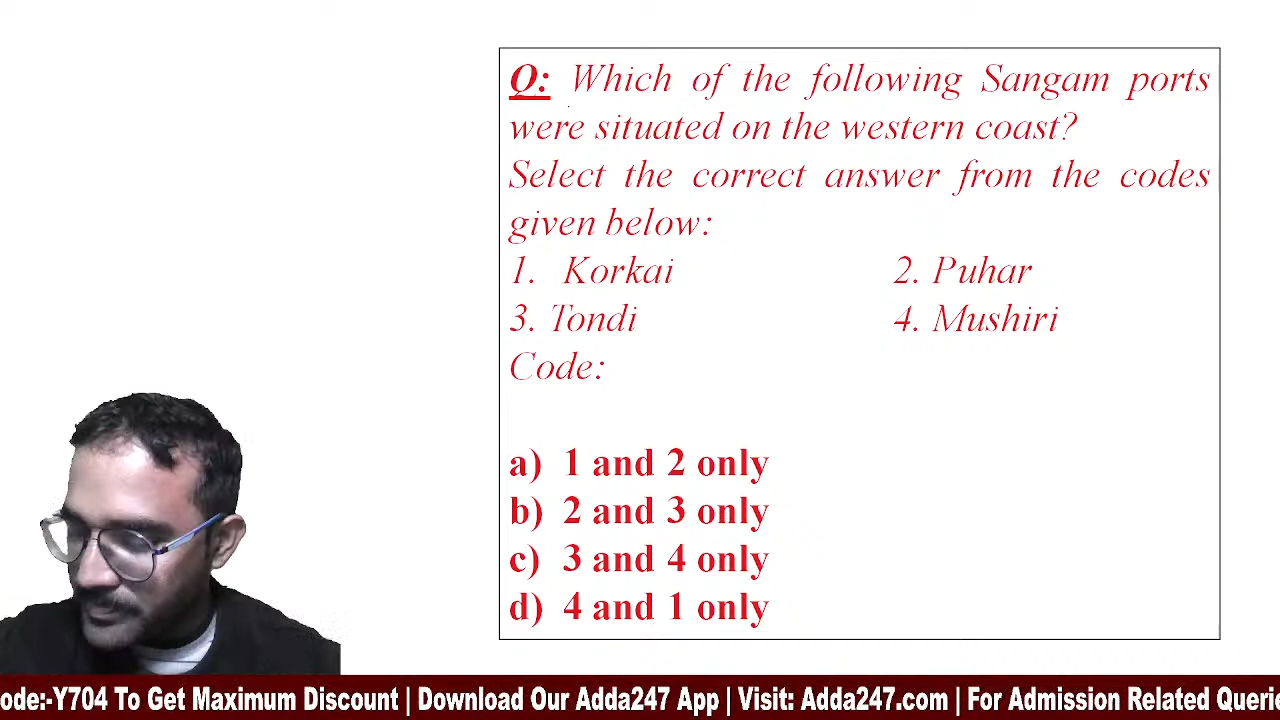 Q: Which of the following Sangam ports
were situated on the western coast?
Select the correct answer from the codes
given below:
1. Korkai 2. Puhar
3. Tondi 4. Mushiri
Code:
a) 1 and 2 only
b) 2 and 3 only
c) 3 and 4 only
d) 4 and 1 only
ode:-Y704 To Get Maximum Discount | Download Our Adda247 App | Visit: Adda247.com | For Admission Related Querie